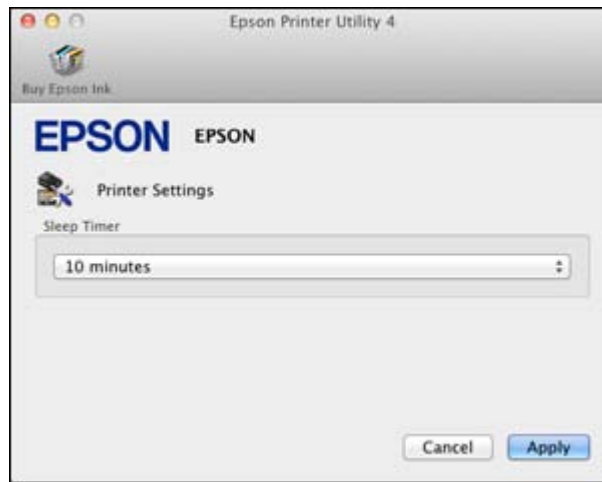 Epson Printer Utility 4
Buy Epson Ink
EPSON EPSON
Printer Settings
Sleep Timer
10 minutes
Cancel Apply